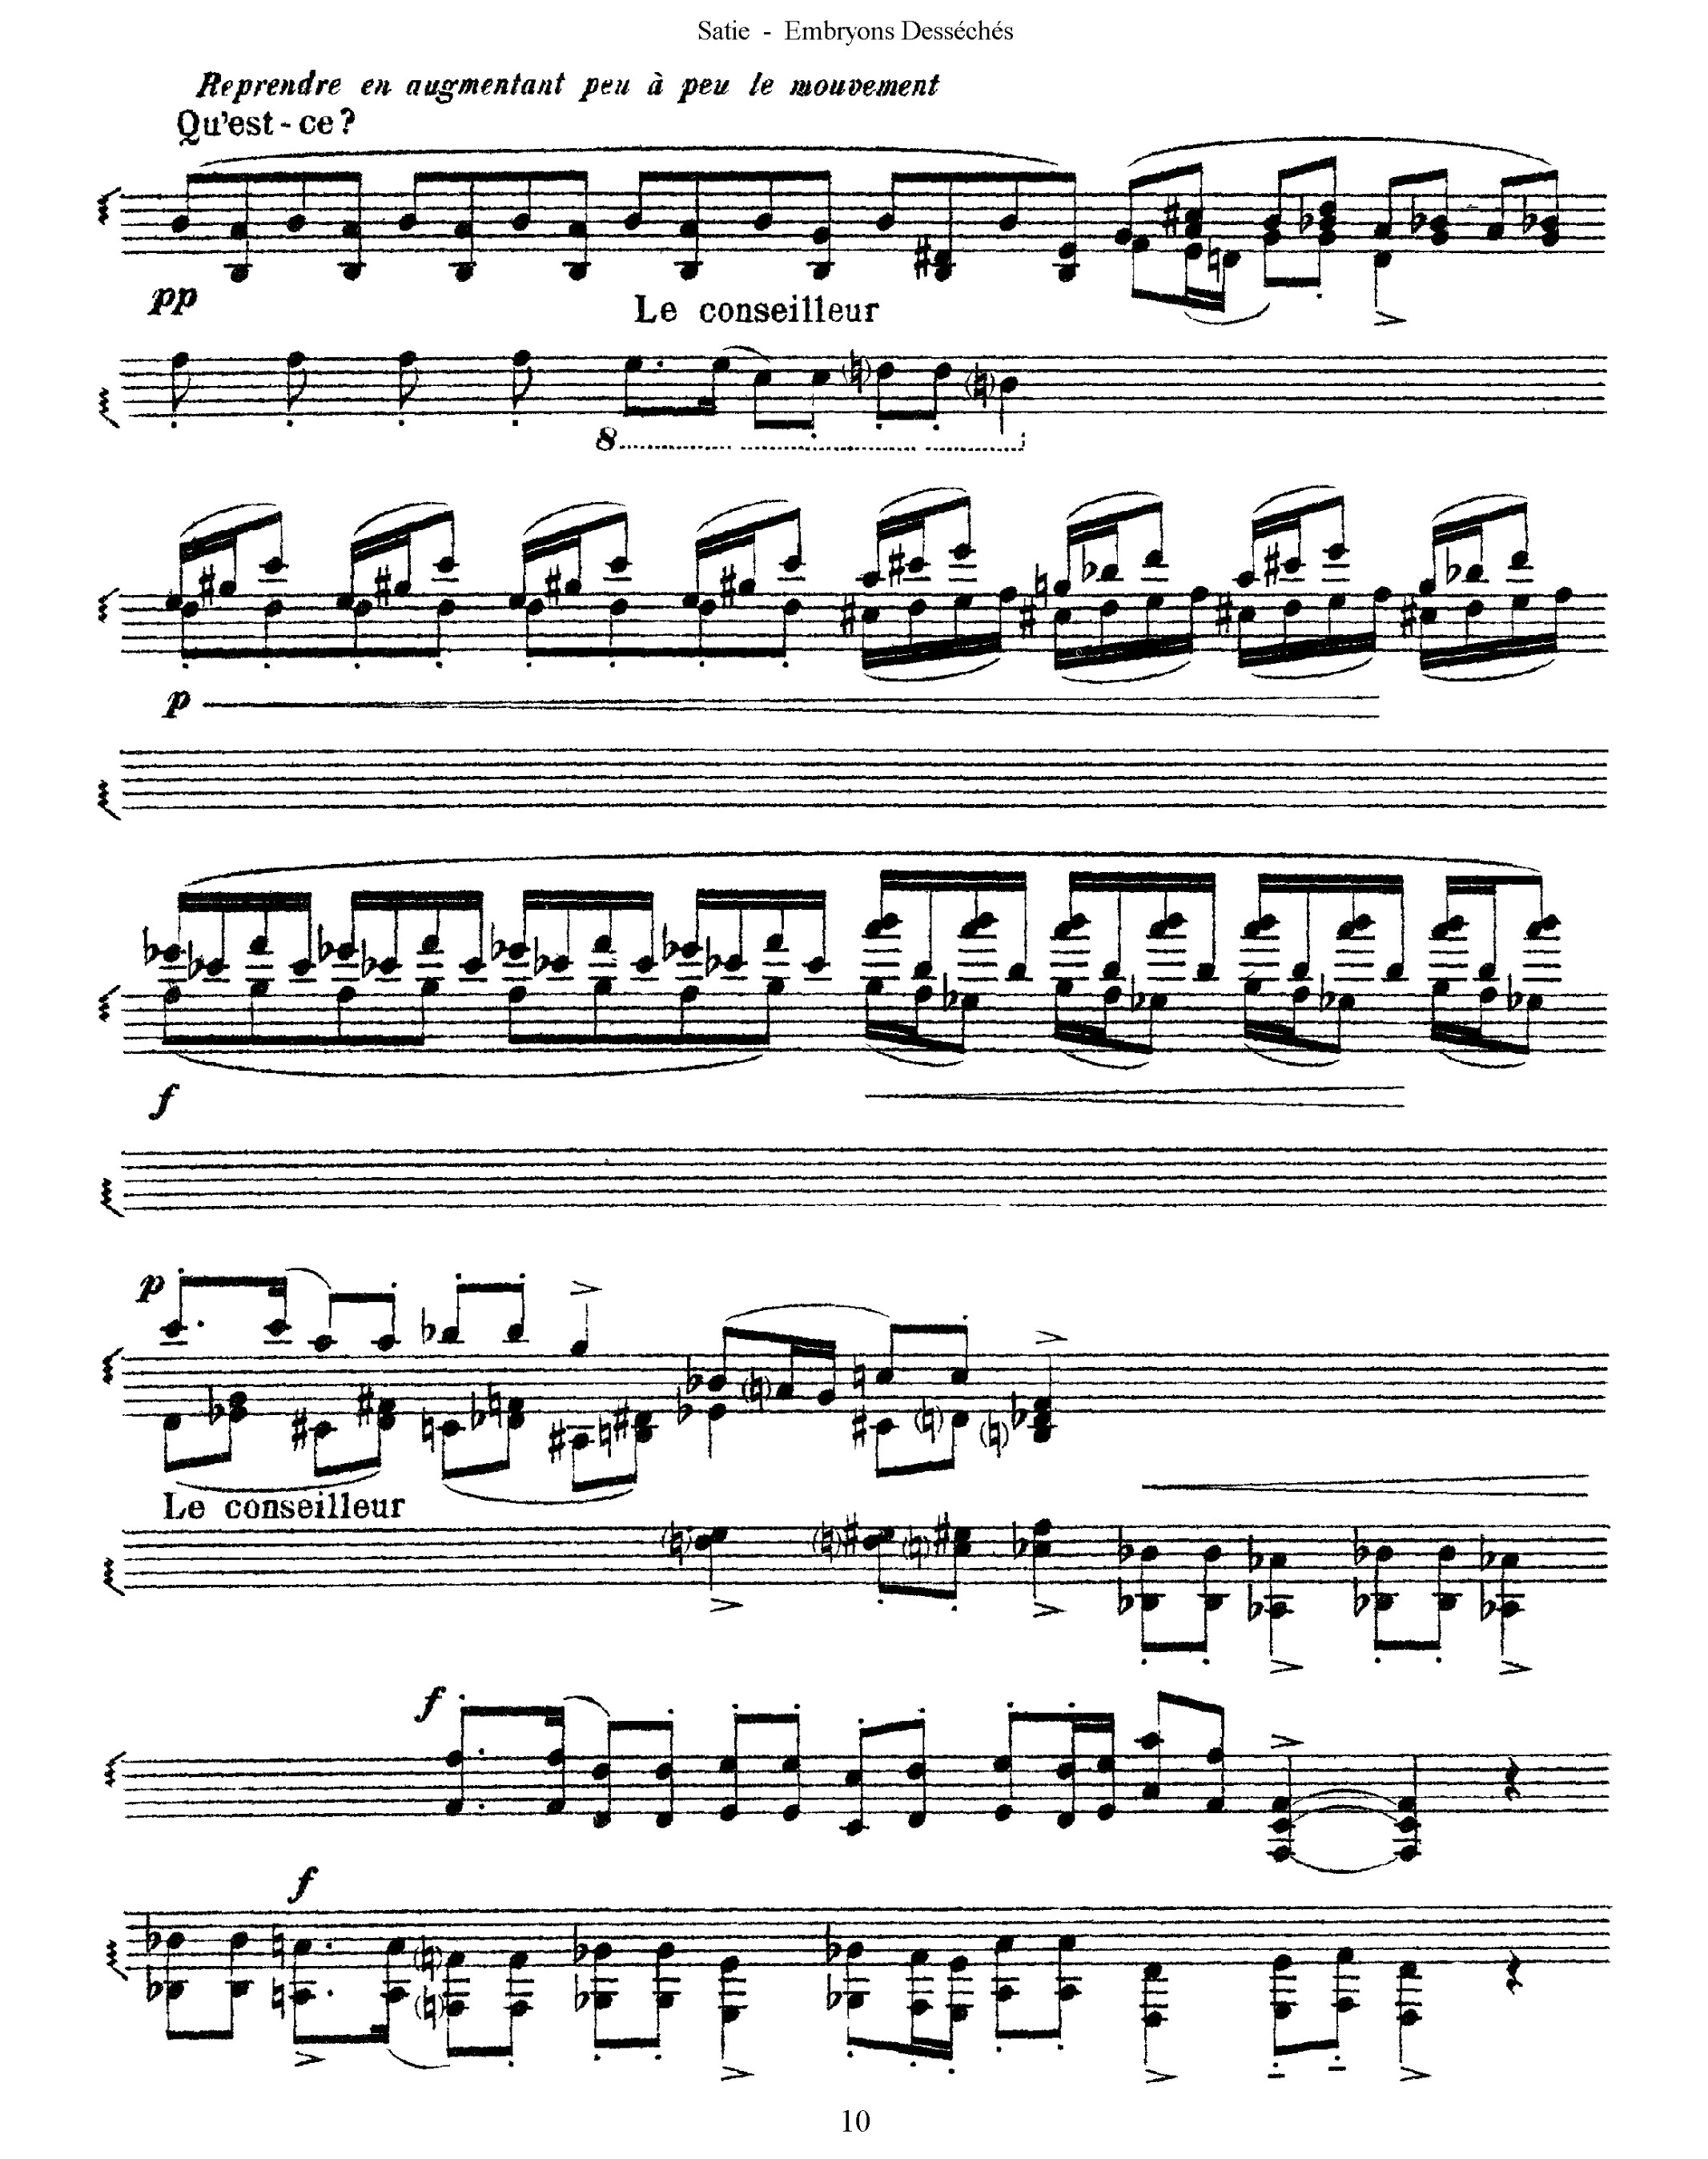 Satie - Embryons Desséchés
Reprendre en augmentant peu à peu le mouvement
Qu'est-ce?
pp
Le conseilleur
8
p
f
p
Le conseilleur
f
f
10